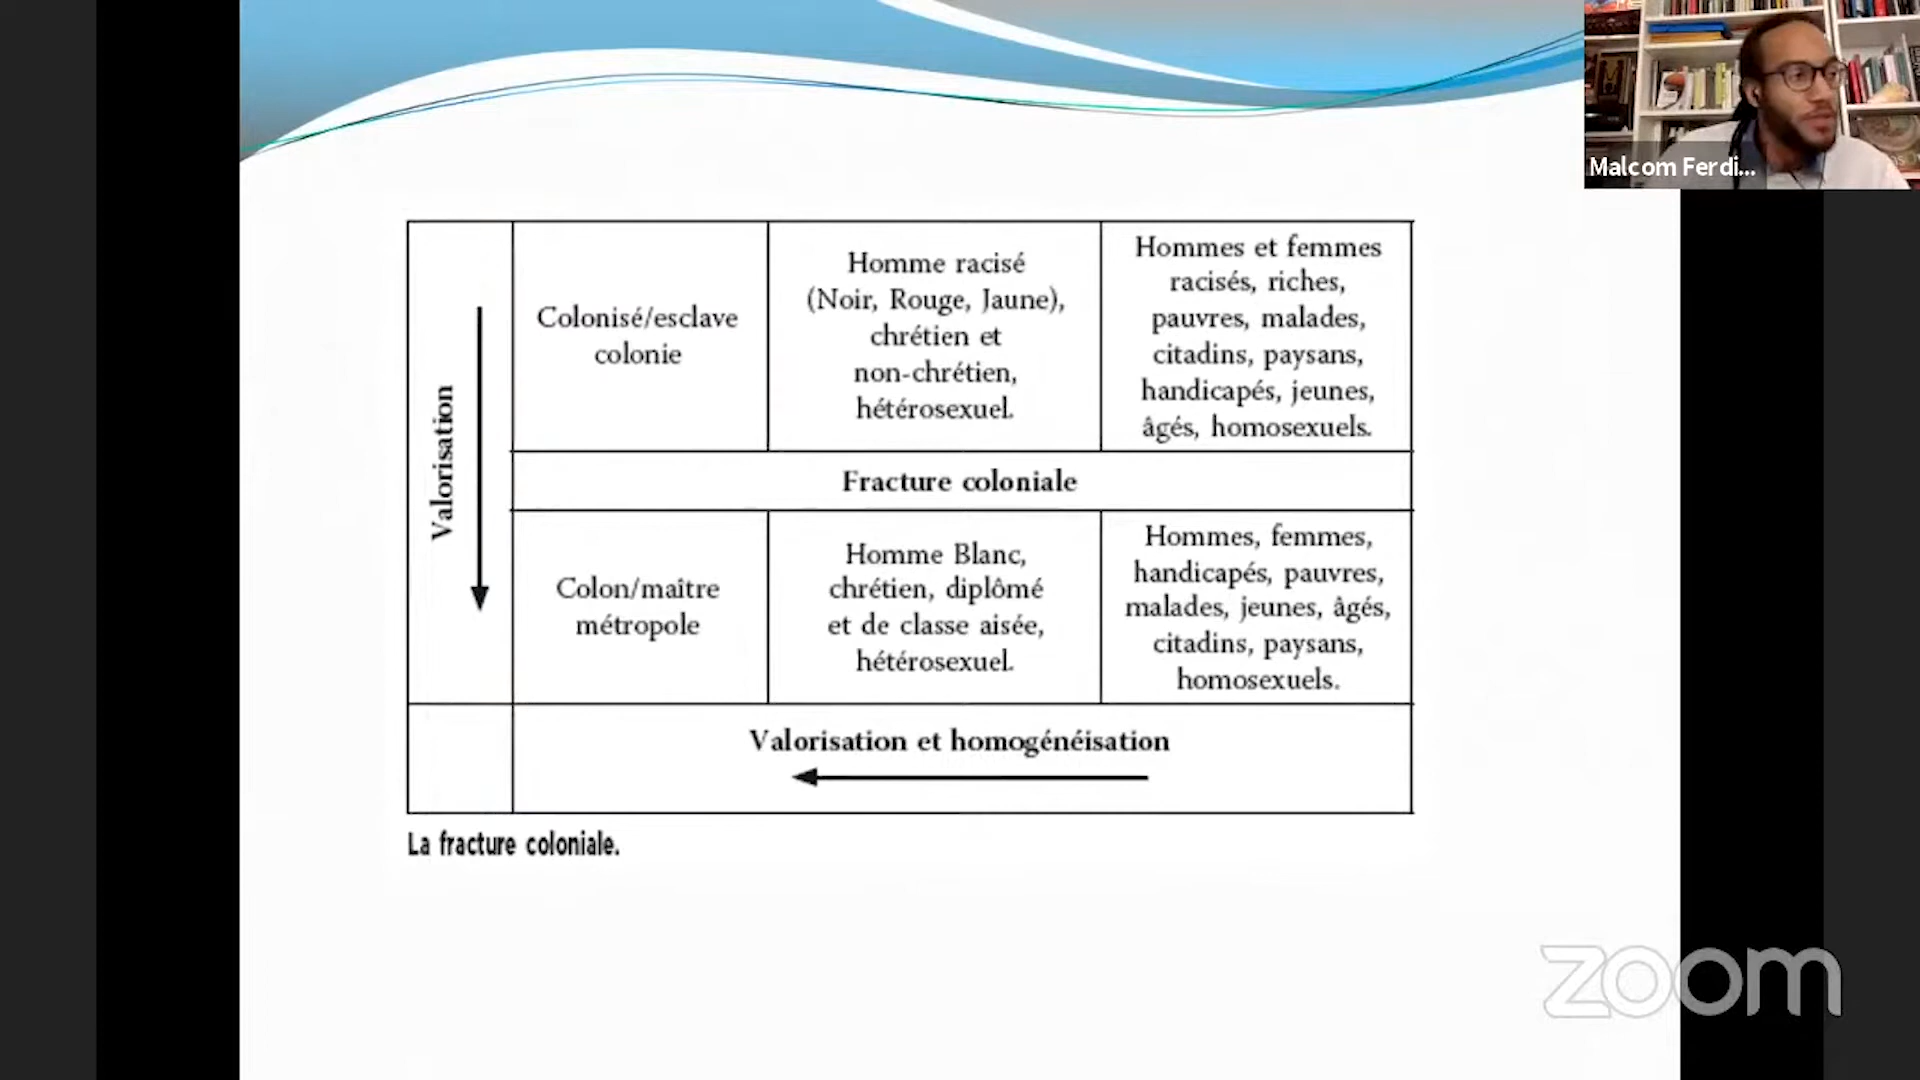 Malcom Ferdi...
Valorisation
Colonisé/esclave
colonie
Homme racisé
(Noir, Rouge, Jaune),
chrétien et
non-chrétien,
hétérosexuel.
Hommes et femmes
racisés, riches,
pauvres, malades,
citadins, paysans,
handicapés, jeunes,
âgés, homosexuels.
Fracture coloniale
Colon/maître
métropole
Homme Blanc,
chrétien, diplômé
et de classe aisée,
hétérosexuel.
Hommes, femmes,
handicapés, pauvres,
malades, jeunes, âgés,
citadins, paysans,
homosexuels.
Valorisation et homogénéisation
La fracture coloniale.
zoom